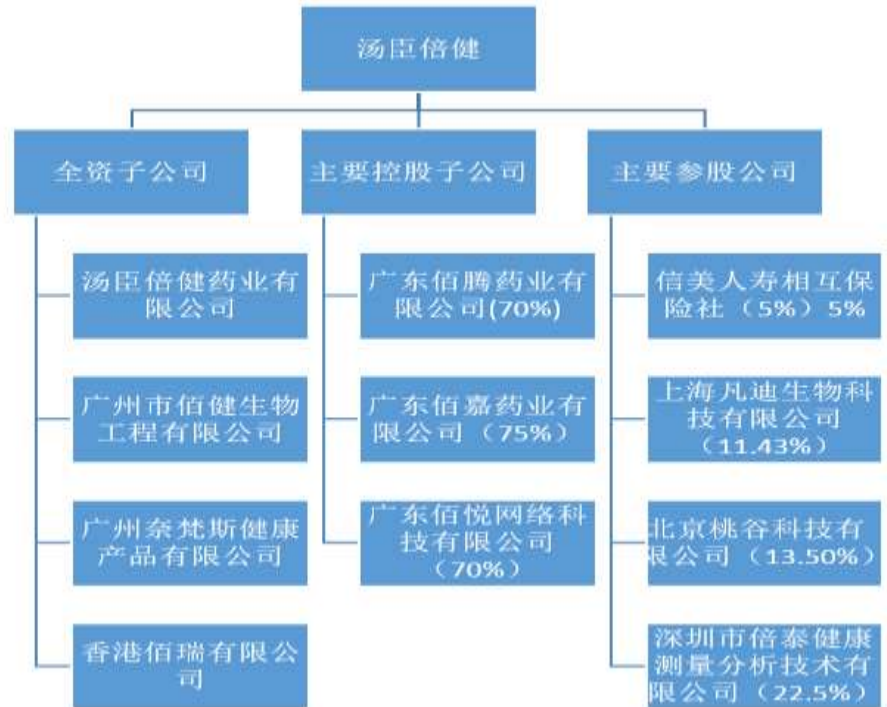 汤臣倍健
全资子公司
主要控股子公司
主要参股公司
汤臣倍健药业有
限公司
广州市佰健生物
工程有限公司
广州奈梵斯健康
产品有限公司
香港佰瑞有限公
司
广东佰腾药业有
限公司(70%)
广东佰嘉药业有
限公司（75%）
广东佰悦网络科
技有限公司
（70%）
信美人寿相互保
险社（5%）5%
上海凡迪生物科
技有限公司
（11.43%）
北京桃谷科技有
限公司（13.50%）
深圳市倍泰健康
测量分析技术有
限公司（22.5%）